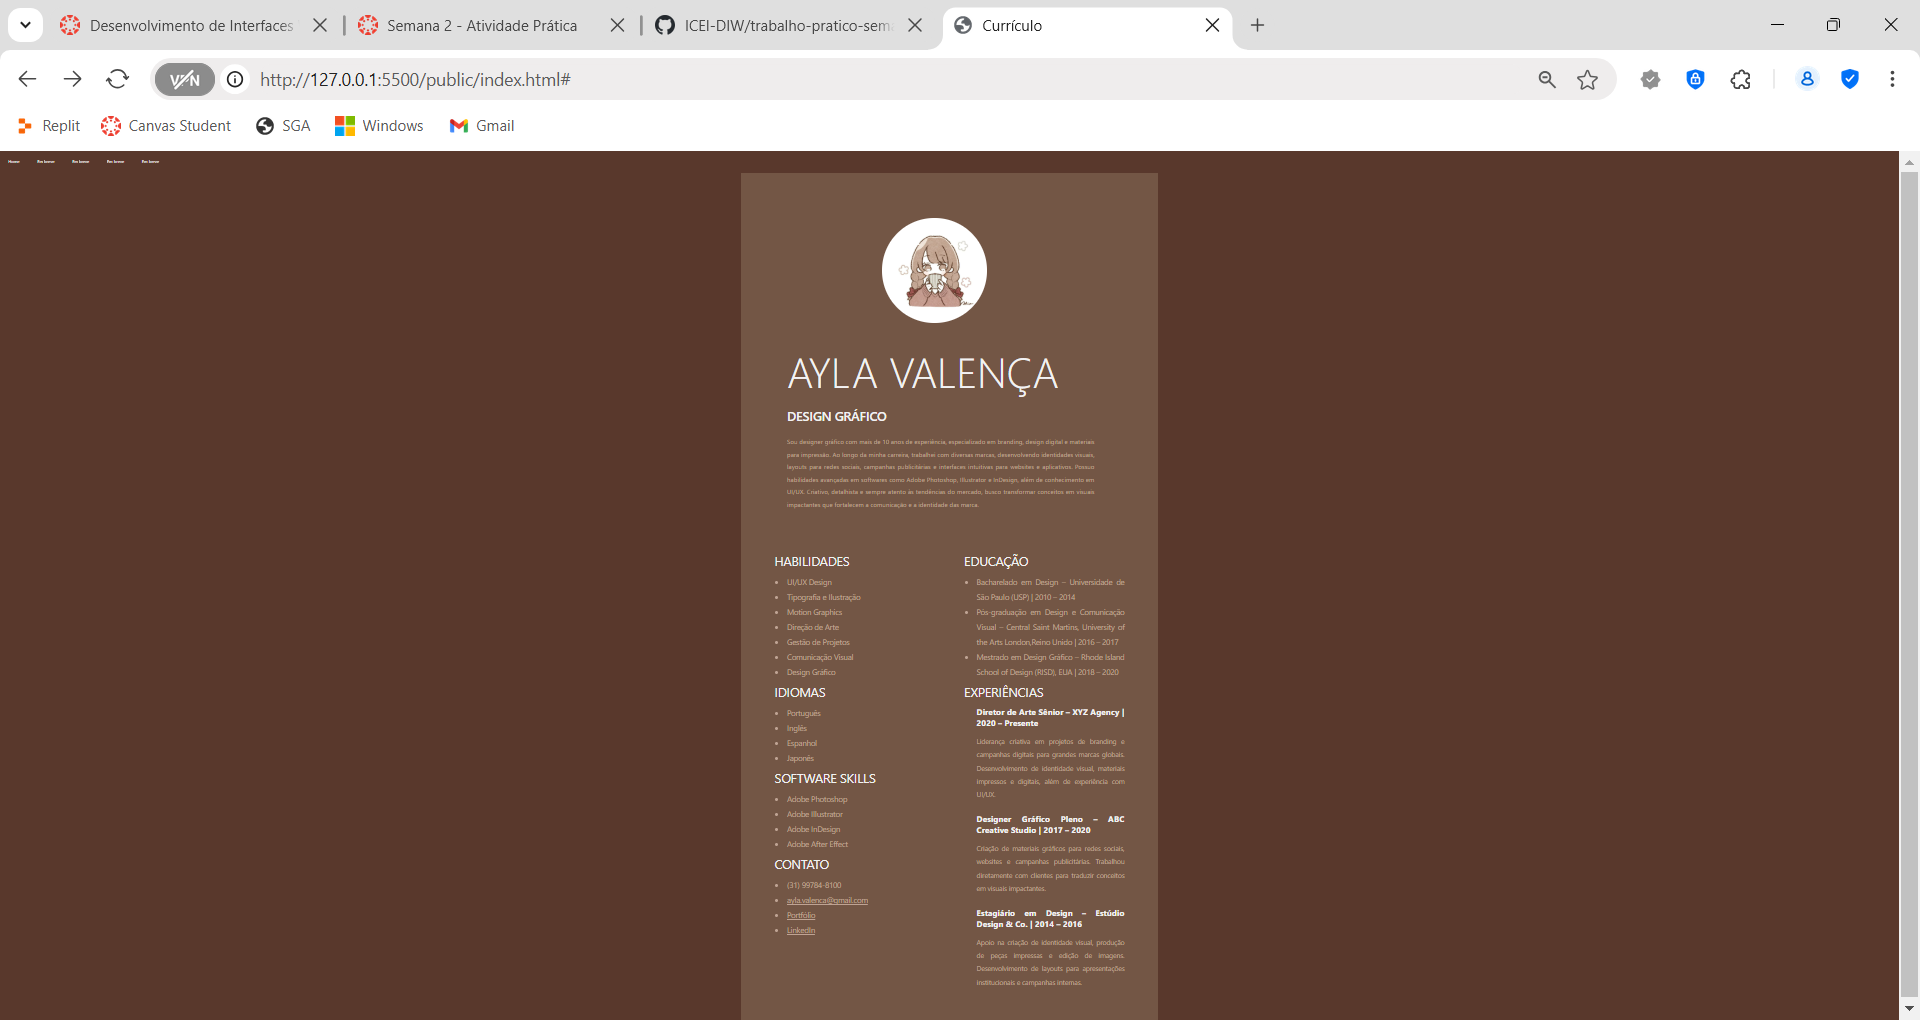 Desenvolvimento de Interfaces
Semana 2 - Atividade Prática
ICEI-DIW/trabalho-pratico-sema
Currículo
VPN
http://127.0.0.1:5500/public/index.html#
Replit
Canvas Student
SGA
Windows
Gmail
Home Em breve Em breve Em breve Em breve
AYLA VALENÇA
DESIGN GRÁFICO
Sou designer gráfico com mais de 10 anos de experiência, especializado em branding, design digital e materiais
para impressão. Ao longo da minha carreira, trabalhei com diversas marcas, desenvolvendo identidades visuais,
layouts para redes sociais, campanhas publicitárias e interfaces intuitivas para websites e aplicativos. Possuo
habilidades avançadas em softwares como Adobe Photoshop, Illustrator e InDesign, além de conhecimento em
UI/UX. Criativo, detalhista e sempre atento às tendências do mercado, busco transformar conceitos em visuais
impactantes que fortalecem a comunicação e a identidade das marca.
HABILIDADES
• UI/UX Design
• Tipografia e Ilustração
• Motion Graphics
• Direção de Arte
• Gestão de Projetos
• Comunicação Visual
• Design Gráfico
IDIOMAS
• Português
• Inglês
• Espanhol
• Japonês
SOFTWARE SKILLS
• Adobe Photoshop
• Adobe Illustrator
• Adobe InDesign
• Adobe After Effect
CONTATO
• (31) 99784-8100
• ayla.valenca@gmail.com
• Portfólio
• LinkedIn
EDUCAÇÃO
• Bacharelado em Design – Universidade de
São Paulo (USP) | 2010 – 2014
• Pós-graduação em Design e Comunicação
Visual – Central Saint Martins, University of
the Arts London,Reino Unido | 2016 – 2017
• Mestrado em Design Gráfico – Rhode Island
School of Design (RISD), EUA | 2018 – 2020
EXPERIÊNCIAS
Diretor de Arte Sênior – XYZ Agency |
2020 – Presente
Liderança criativa em projetos de branding e
campanhas digitais para grandes marcas globais.
Desenvolvimento de identidade visual, materiais
impressos e digitais, além de experiência com
UI/UX.
Designer Gráfico Pleno – ABC
Creative Studio | 2017 – 2020
Criação de materiais gráficos para redes sociais,
websites e campanhas publicitárias. Trabalhou
diretamente com clientes para traduzir conceitos
em visuais impactantes.
Estagiário em Design – Estúdio
Design & Co. | 2014 – 2016
Apoio na criação de identidade visual, produção
de peças impressas e edição de imagens.
Desenvolvimento de layouts para apresentações
institucionais e campanhas internas.